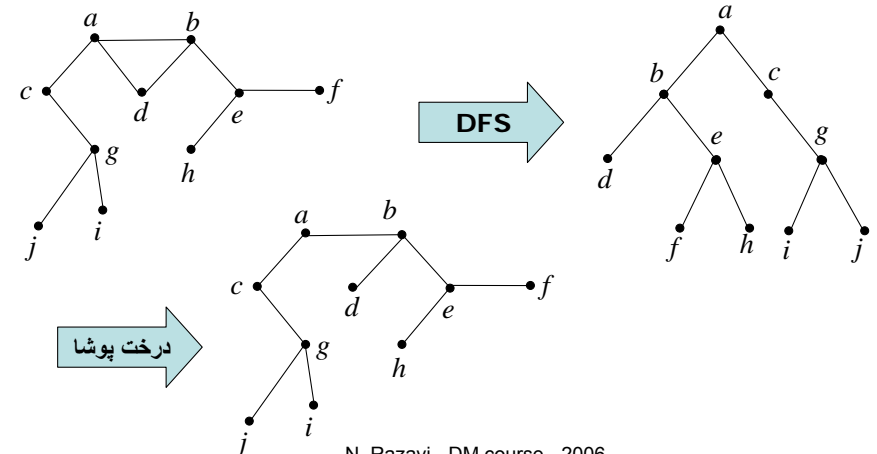 a b
a
c d e f
b c
DFS
g h
d e g
j i
f h i j
a b
c d e f
درخت پوشا
g h
j i
N. Razavi - DM course - 2006